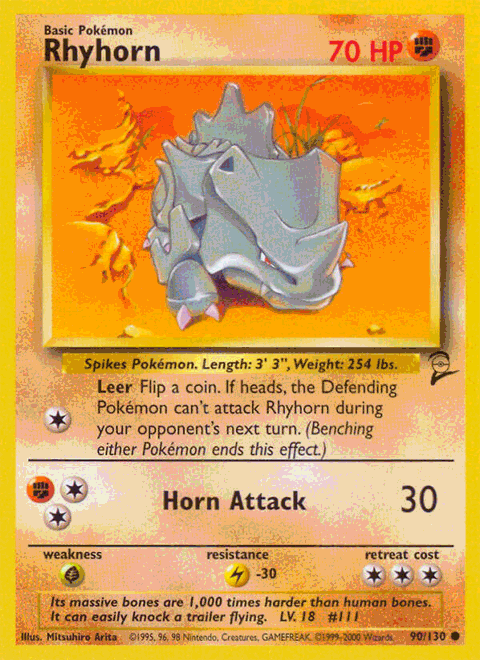 Basic Pokémon
Rhyhorn 70 HP
Spikes Pokémon. Length: 3' 3", Weight: 254 lbs.
Leer Flip a coin. If heads, the Defending
Pokémon can't attack Rhyhorn during
your opponent's next turn. (Benching
either Pokémon ends this effect.)
Horn Attack 30
weakness resistance retreat cost
-30
Its massive bones are 1,000 times harder than human bones.
It can easily knock a trailer flying. LV. 18 #111
Illus. Mitsuhiro Arita ©1995, 96, 98 Nintendo, Creatures, GAMEFREAK. ©1999-2000 Wizards. 90/130